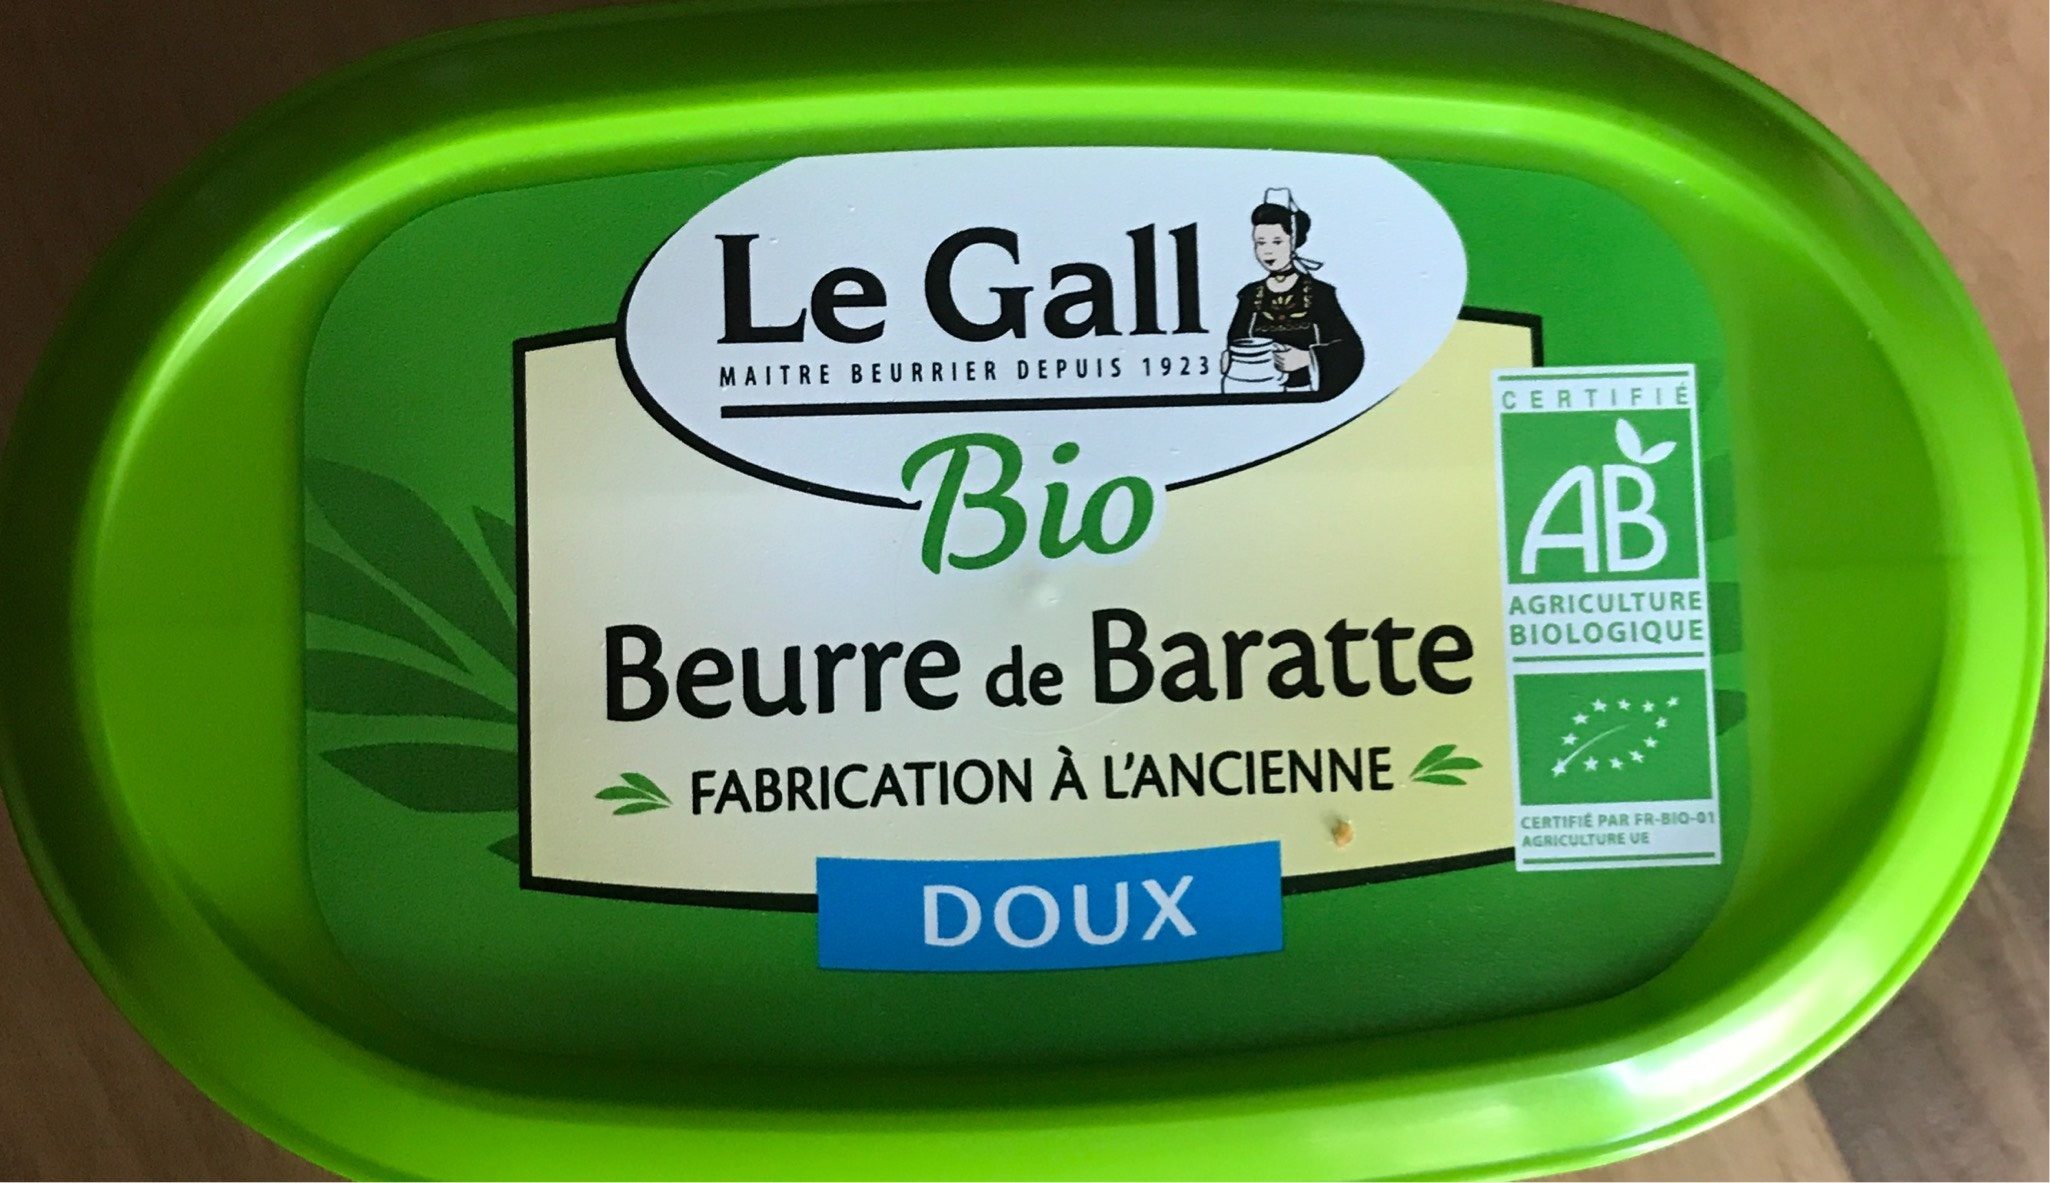 Le Gall
MAITRE BEURRIER DEPUIS 1923
Bio
Beurre de Baratte
FABRICATION À L'ANCIENNE
DOUX
CERTIFIÉ
AB
AGRICULTURE
BIOLOGIQUE
CERTIFIÉ PAR FR-BIO-01
AGRICULTURE UE